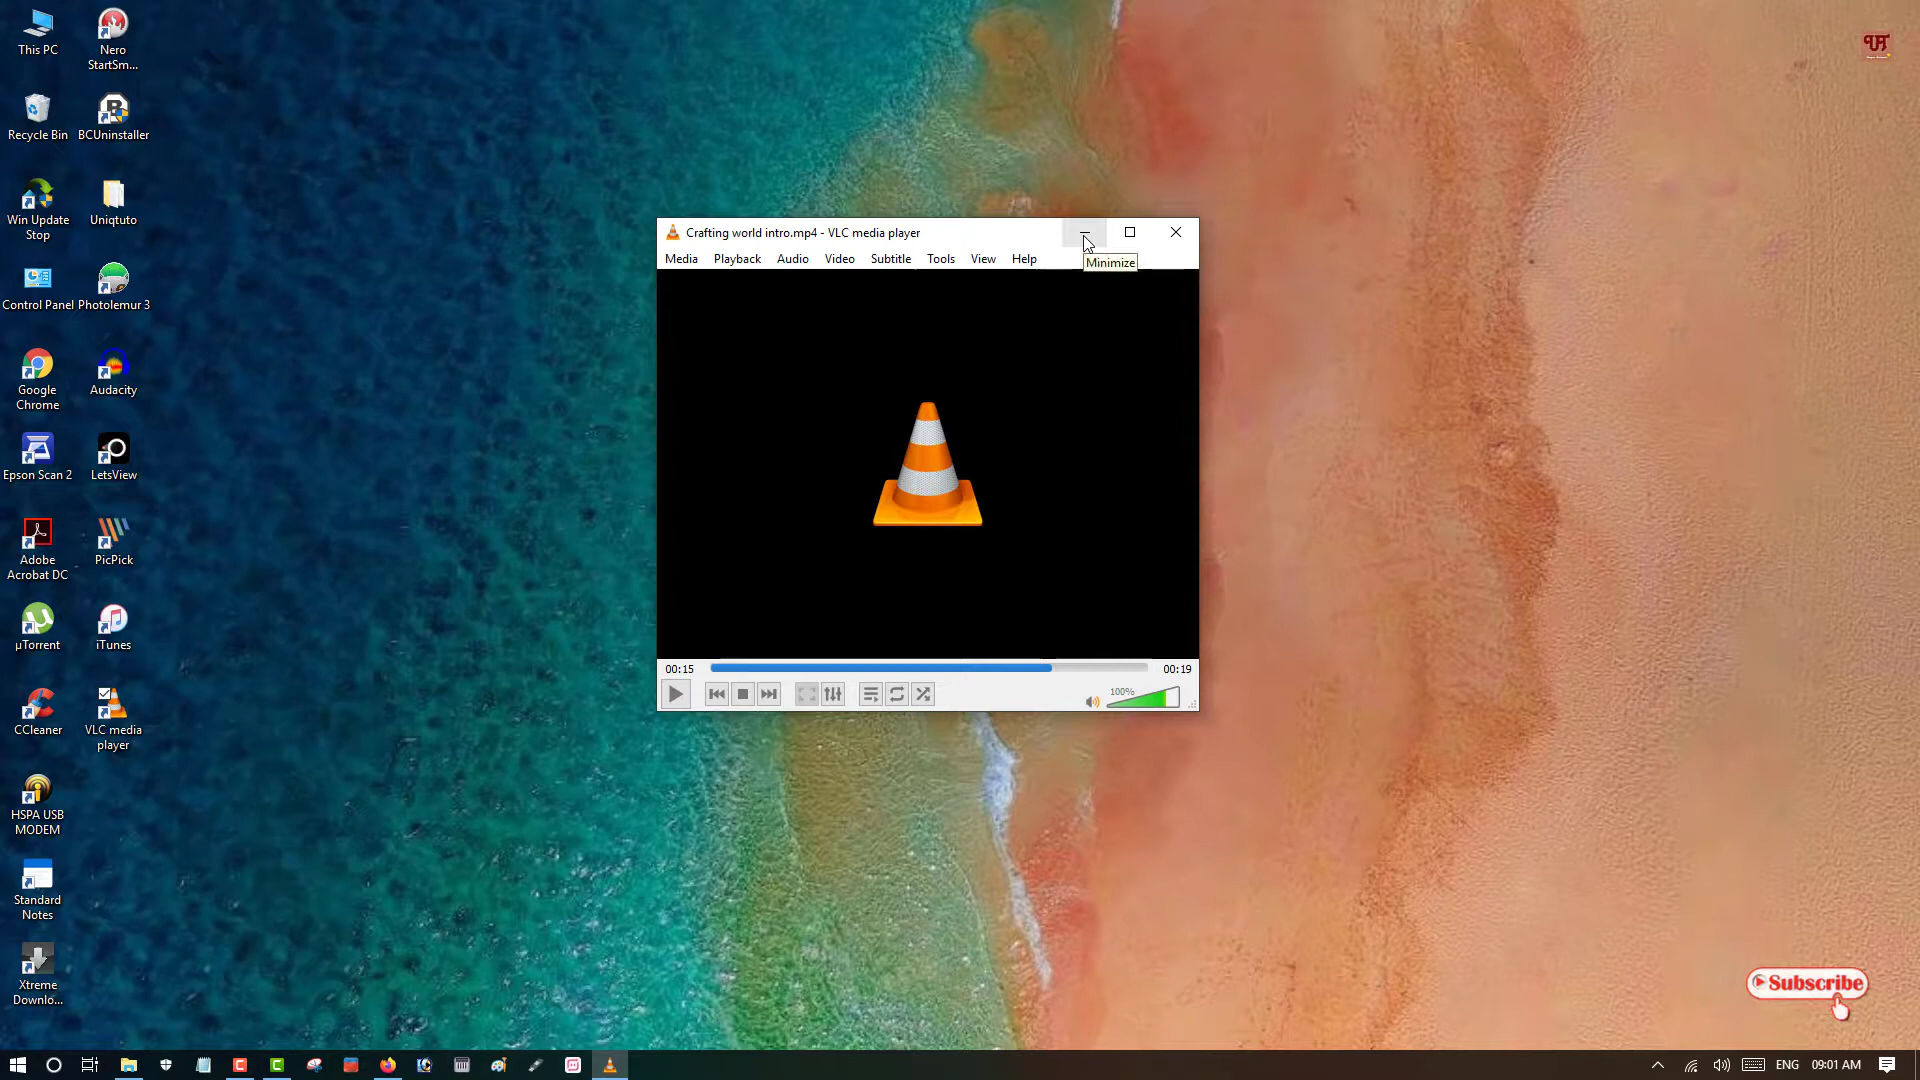 This PC
Nero
StartSm...
Recycle Bin
BCUninstaller
Win Update
Stop
Uniqtuto
Control Panel
Photolemur 3
Google
Chrome
Audacity
Epson Scan 2
LetsView
Adobe
Acrobat DC
PicPick
µTorrent
iTunes
CCleaner
VLC media
player
HSPA USB
MODEM
Standard
Notes
Xtreme
Downlo...
Crafting world intro.mp4 - VLC media player
Media Playback Audio Video Subtitle Tools View Help
Minimize
00:15
00:19
100%
Subscribe
ENG
09:01 AM